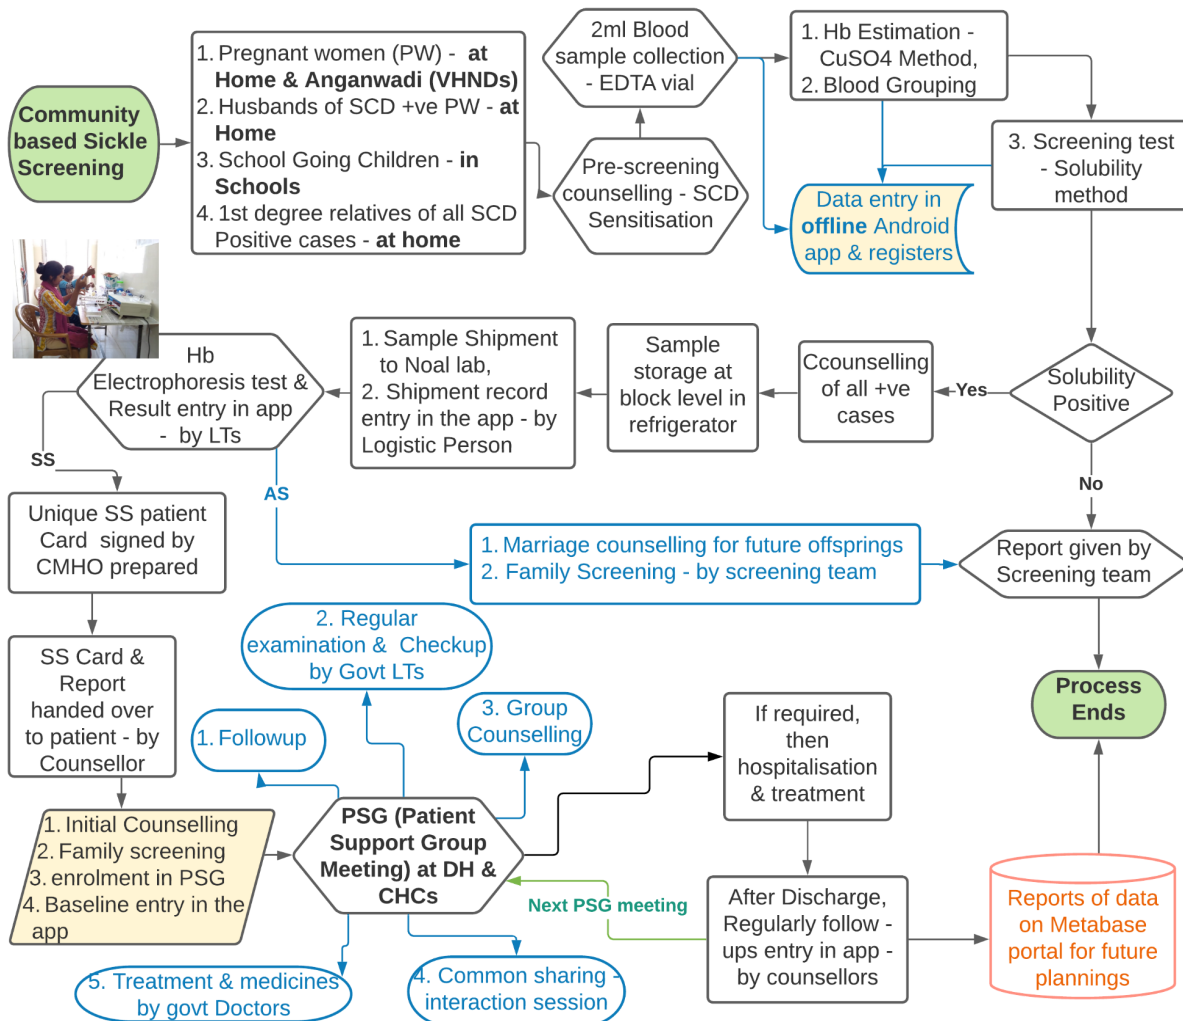 Community
based Sickle
Screening
1. Pregnant women (PW) - at
Home & Anganwadi (VHNDs)
2. Husbands of SCD +ve PW - at
Home
3. School Going Children - in
Schools
4. 1st degree relatives of all SCD
Positive cases - at home
2ml Blood
sample collection
- EDTA vial
Pre-screening
counselling - SCD
Sensitisation
1. Hb Estimation -
CuSO4 Method,
2. Blood Grouping
3. Screening test
- Solubility
method
Data entry in
offline Android
app & registers
Solubility
Positive
Yes
Ccounselling
of all +ve
cases
Sample
storage at
block level in
refrigerator
1. Sample Shipment
to Noal lab,
2. Shipment record
entry in the app - by
Logistic Person
Hb
Electrophoresis test &
Result entry in app
- by LTs
SS
AS
No
Unique SS patient
Card signed by
CMHO prepared
1. Marriage counselling for future offsprings
2. Family Screening - by screening team
Report given by
Screening team
Process
Ends
SS Card &
Report
handed over
to patient - by
Counsellor
1. Initial Counselling
2. Family screening
3. enrolment in PSG
4. Baseline entry in the
app
PSG (Patient
Support Group
Meeting) at DH &
CHCs
1. Followup
2. Regular
examination & Checkup
by Govt LTs
3. Group
Counselling
4. Common sharing -
interaction session
5. Treatment & medicines
by govt Doctors
If required,
then
hospitalisation
& treatment
After Discharge,
Regularly follow -
ups entry in app -
by counsellors
Next PSG meeting
Reports of data
on Metabase
portal for future
plannings